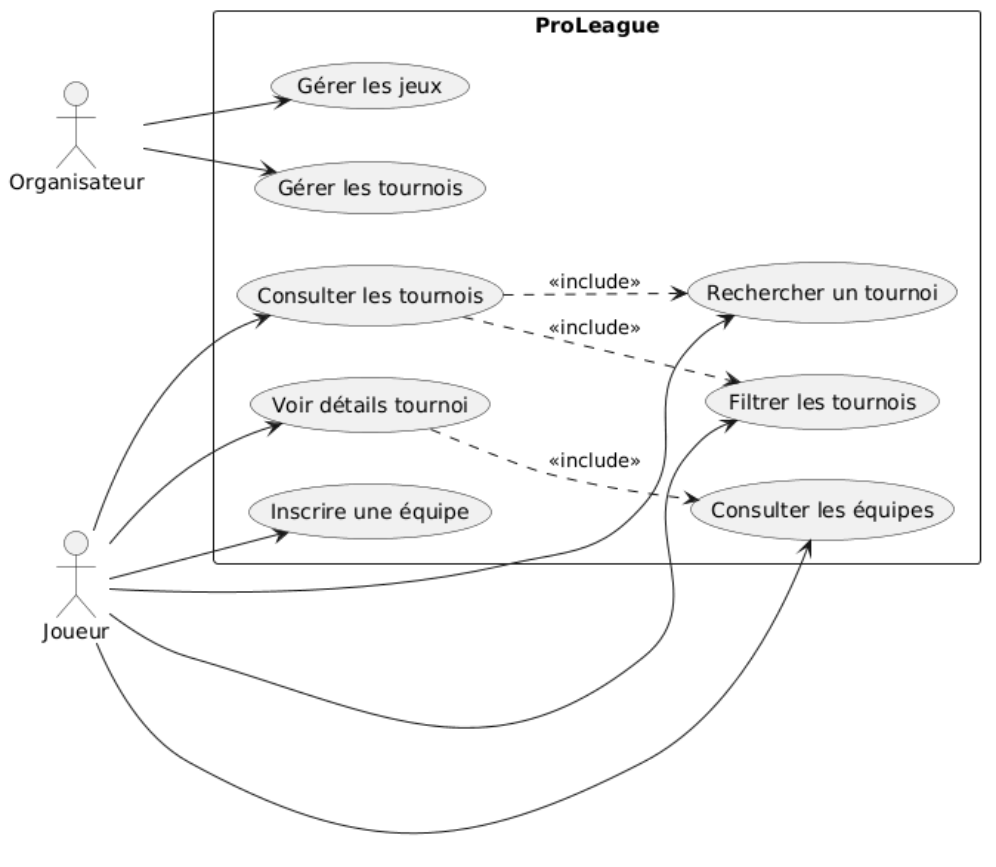 ProLeague
Gérer les jeux
Organisateur
Gérer les tournois
Consulter les tournois
«include»
Rechercher un tournoi
«include»
Voir détails tournoi
Filtrer les tournois
«include»
Inscrire une équipe
Consulter les équipes
Joueur